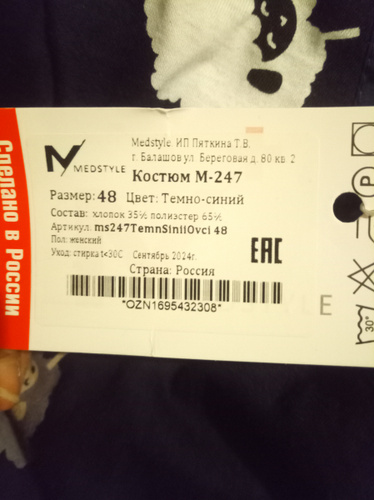 Сделано в России
MEDSTYLE
Medstyle ИП Пяткина Т.В.
г. Балашов ул. Береговая д. 80 кв. 2
Костюм М-247
Размер: 48 Цвет: Темно-синий
Состав: хлопок 35% полиэстер 65%
Артикул: ms247TemnSiniiOvci 48
Пол: женский
Уход: стирка t<30C Сентябрь 2024г.
Страна: Россия
EAC
*OZN1695432308*
E
30°